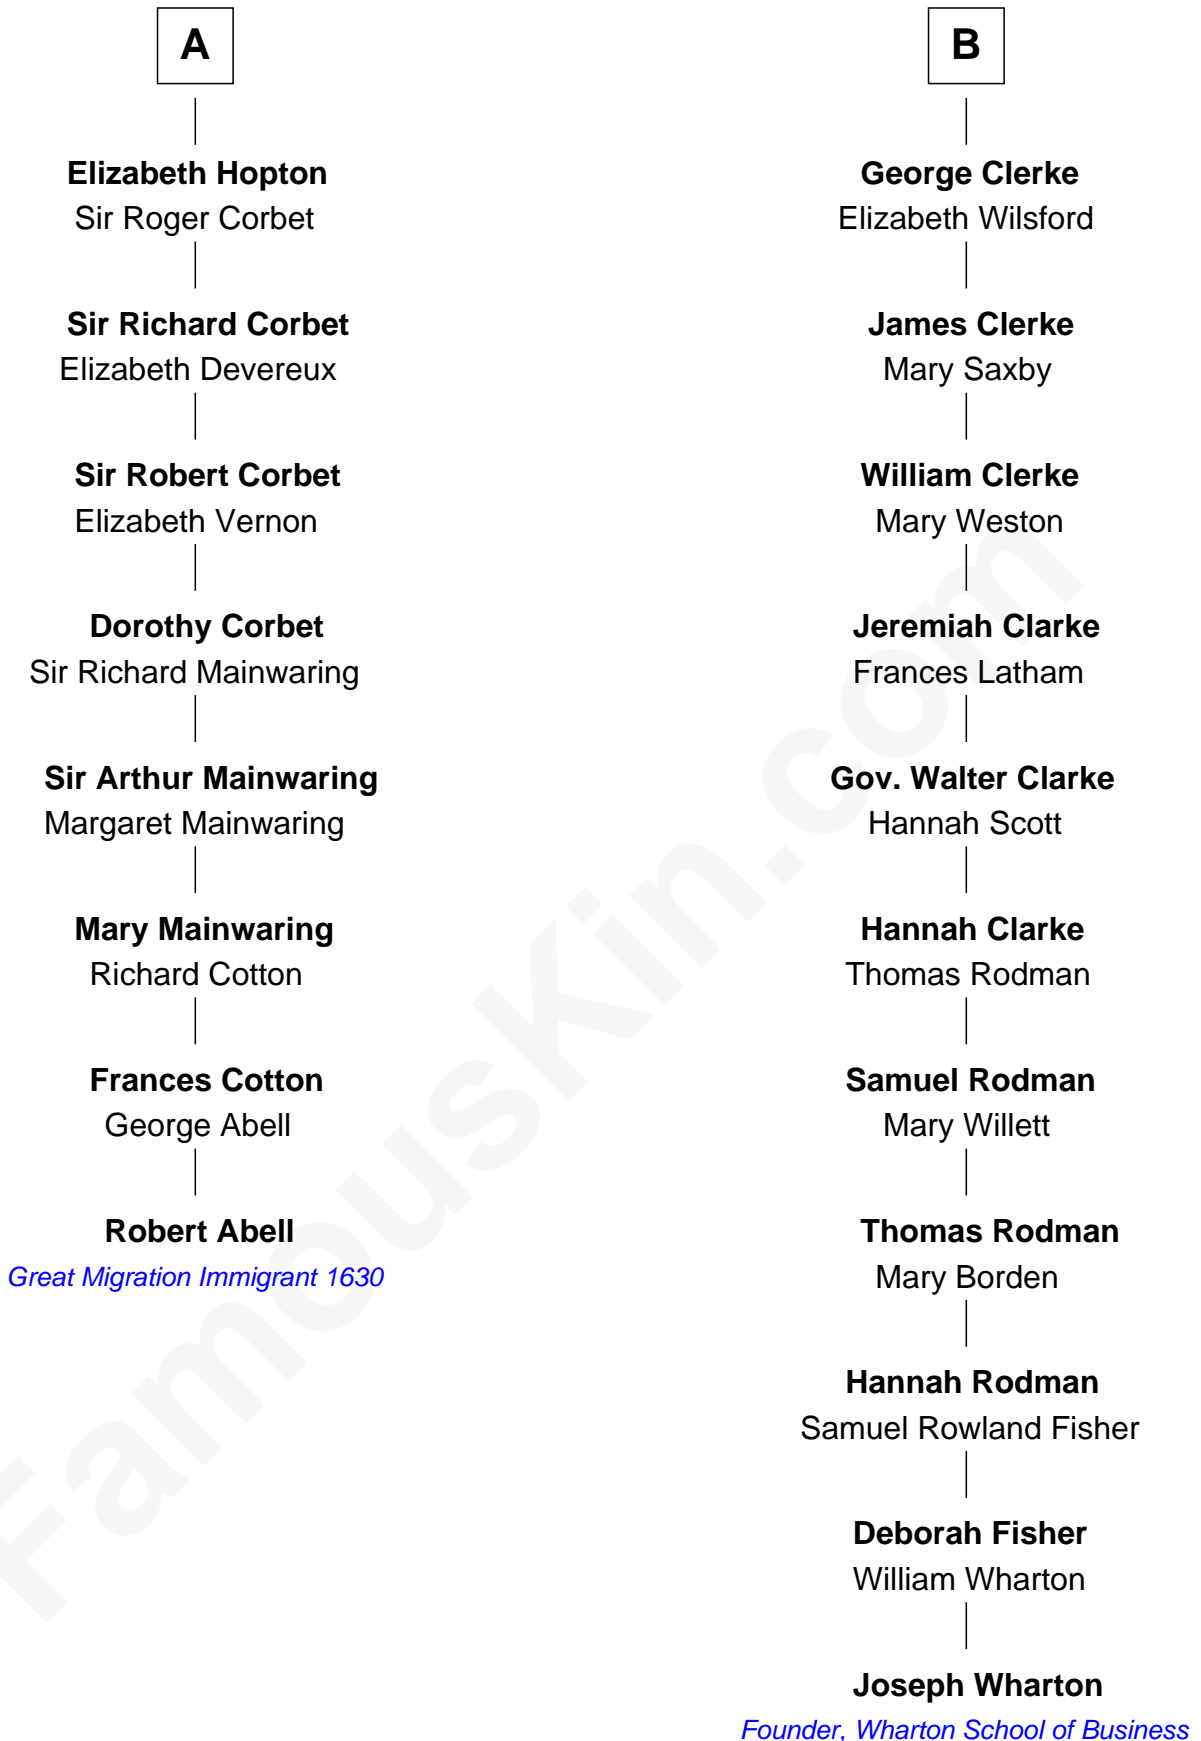 A
Elizabeth Hopton
Sir Roger Corbet
Sir Richard Corbet
Elizabeth Devereux
Sir Robert Corbet
Elizabeth Vernon
Dorothy Corbet
Sir Richard Mainwaring
Sir Arthur Mainwaring
Margaret Mainwaring
Mary Mainwaring
Richard Cotton
Frances Cotton
George Abell
Robert Abell
Great Migration Immigrant 1630
B
George Clerke
Elizabeth Wilsford
James Clerke
Mary Saxby
William Clerke
Mary Weston
Jeremiah Clarke
Frances Latham
Gov. Walter Clarke
Hannah Scott
Hannah Clarke
Thomas Rodman
Samuel Rodman
Mary Willett
Thomas Rodman
Mary Borden
Hannah Rodman
Samuel Rowland Fisher
Deborah Fisher
William Wharton
Joseph Wharton
Founder, Wharton School of Business
FamousKin.com